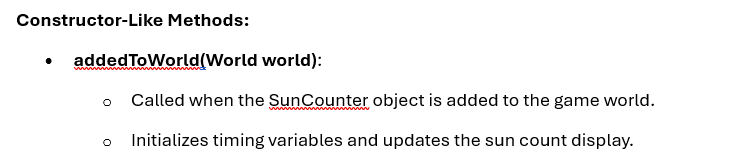 Constructor-Like Methods:
• addedToWorld(World world):
o Called when the SunCounter object is added to the game world.
o Initializes timing variables and updates the sun count display.